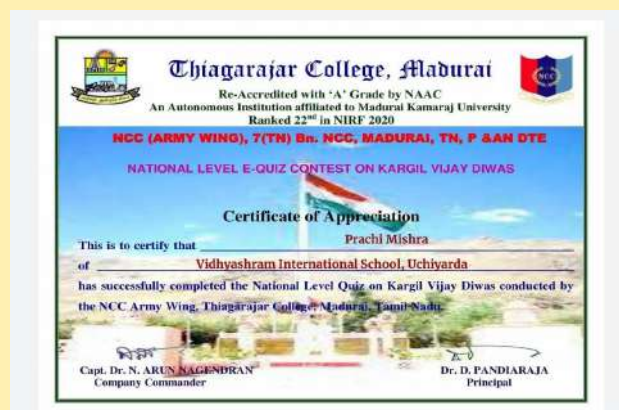 Thiagarajar College, Madurai
Re-Accredited with 'A' Grade by NAAC
An Autonomous Institution affiliated to Madurai Kamaraj University
Ranked 22nd in NIRF 2020
NCC (ARMY WING), 7(TN) Bn. NCC, MADURAI, TN, P &AN DTE
NATIONAL LEVEL E-QUIZ CONTEST ON KARGIL VIJAY DIWAS
Certificate of Appreciation
This is to certify that Prachi Mishra
of Vidhyashram International School, Uchiyarda
has successfully completed the National Level Quiz on Kargil Vijay Diwas conducted by
the NCC Army Wing, Thiagarajar College, Madurai, Tamil Nadu.
Capt. Dr. N. ARUN NAGENDRAN
Company Commander
Dr. D. PANDIARAJA
Principal
NCC